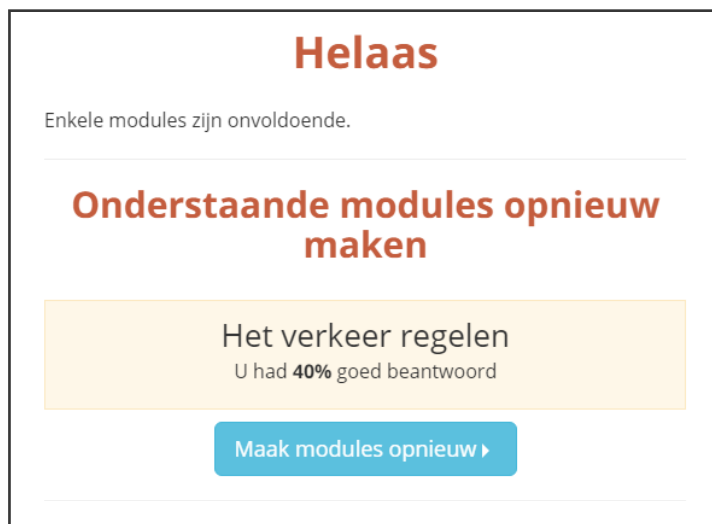 Helaas
Enkele modules zijn onvoldoende.
Onderstaande modules opnieuw
maken
Het verkeer regelen
U had 40% goed beantwoord
Maak modules opnieuw